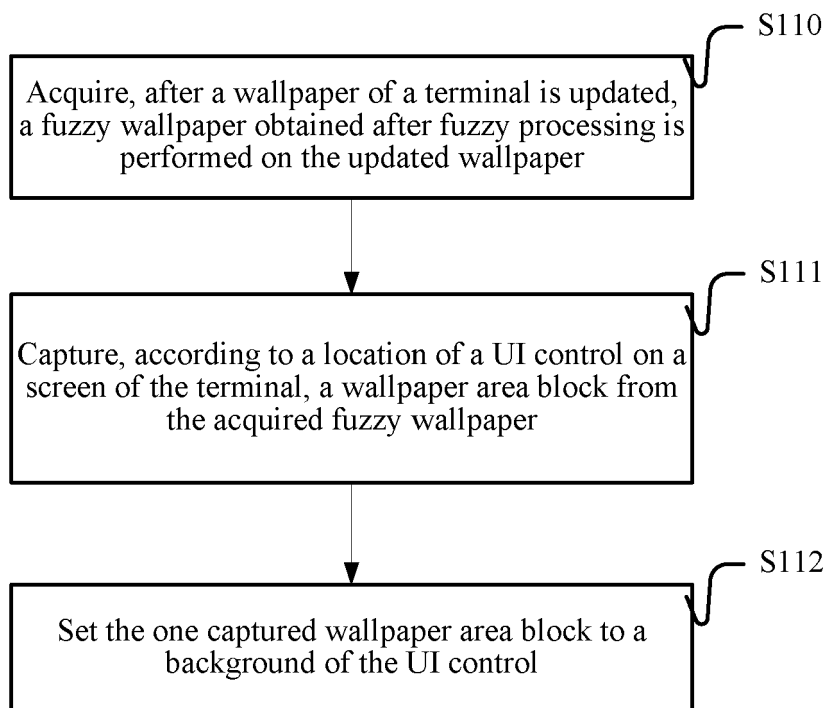 S110
Acquire, after a wallpaper of a terminal is updated,
a fuzzy wallpaper obtained after fuzzy processing is
performed on the updated wallpaper
S111
Capture, according to a location of a UI control on a
screen of the terminal, a wallpaper area block from
the acquired fuzzy wallpaper
S112
Set the one captured wallpaper area block to a
background of the UI control